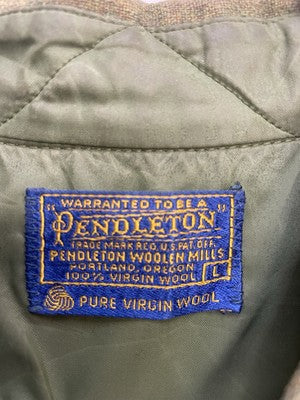 "WARRANTED TO BE A
PENDLETON"
TRADE MARK REG. U.S. PAT. OFF.
PENDLETON WOOLEN MILLS
PORTLAND, OREGON
100% VIRGIN WOOL
L
PURE VIRGIN WOOL